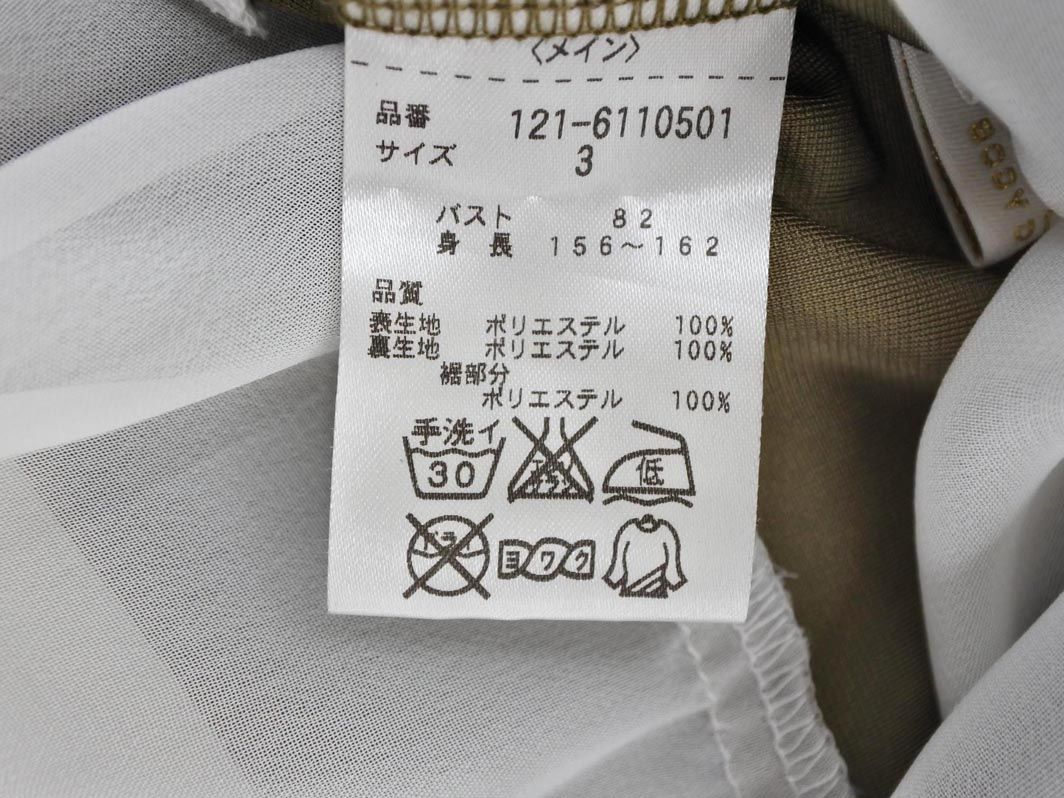 〈メイン〉
品番 121-6110501
サイズ 3
バスト 82
身長 156~162
品質
表生地 ポリエステル 100%
裏生地 ポリエステル 100%
裾部分
ポリエステル 100%
手洗イ
30
低
ドライ
ヨワク